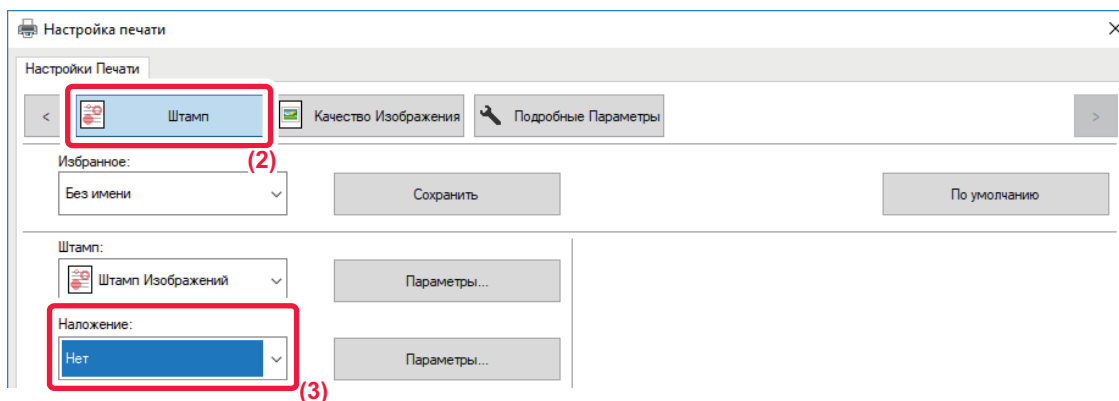 Настройка печати
Настройки Печати
< Штамп Качество Изображения Подробные Параметры >
(2)
Избранное:
Без имени Сохранить По умолчанию
Штамп:
Штамп Изображений Параметры...
Наложение:
Нет Параметры...
(3)